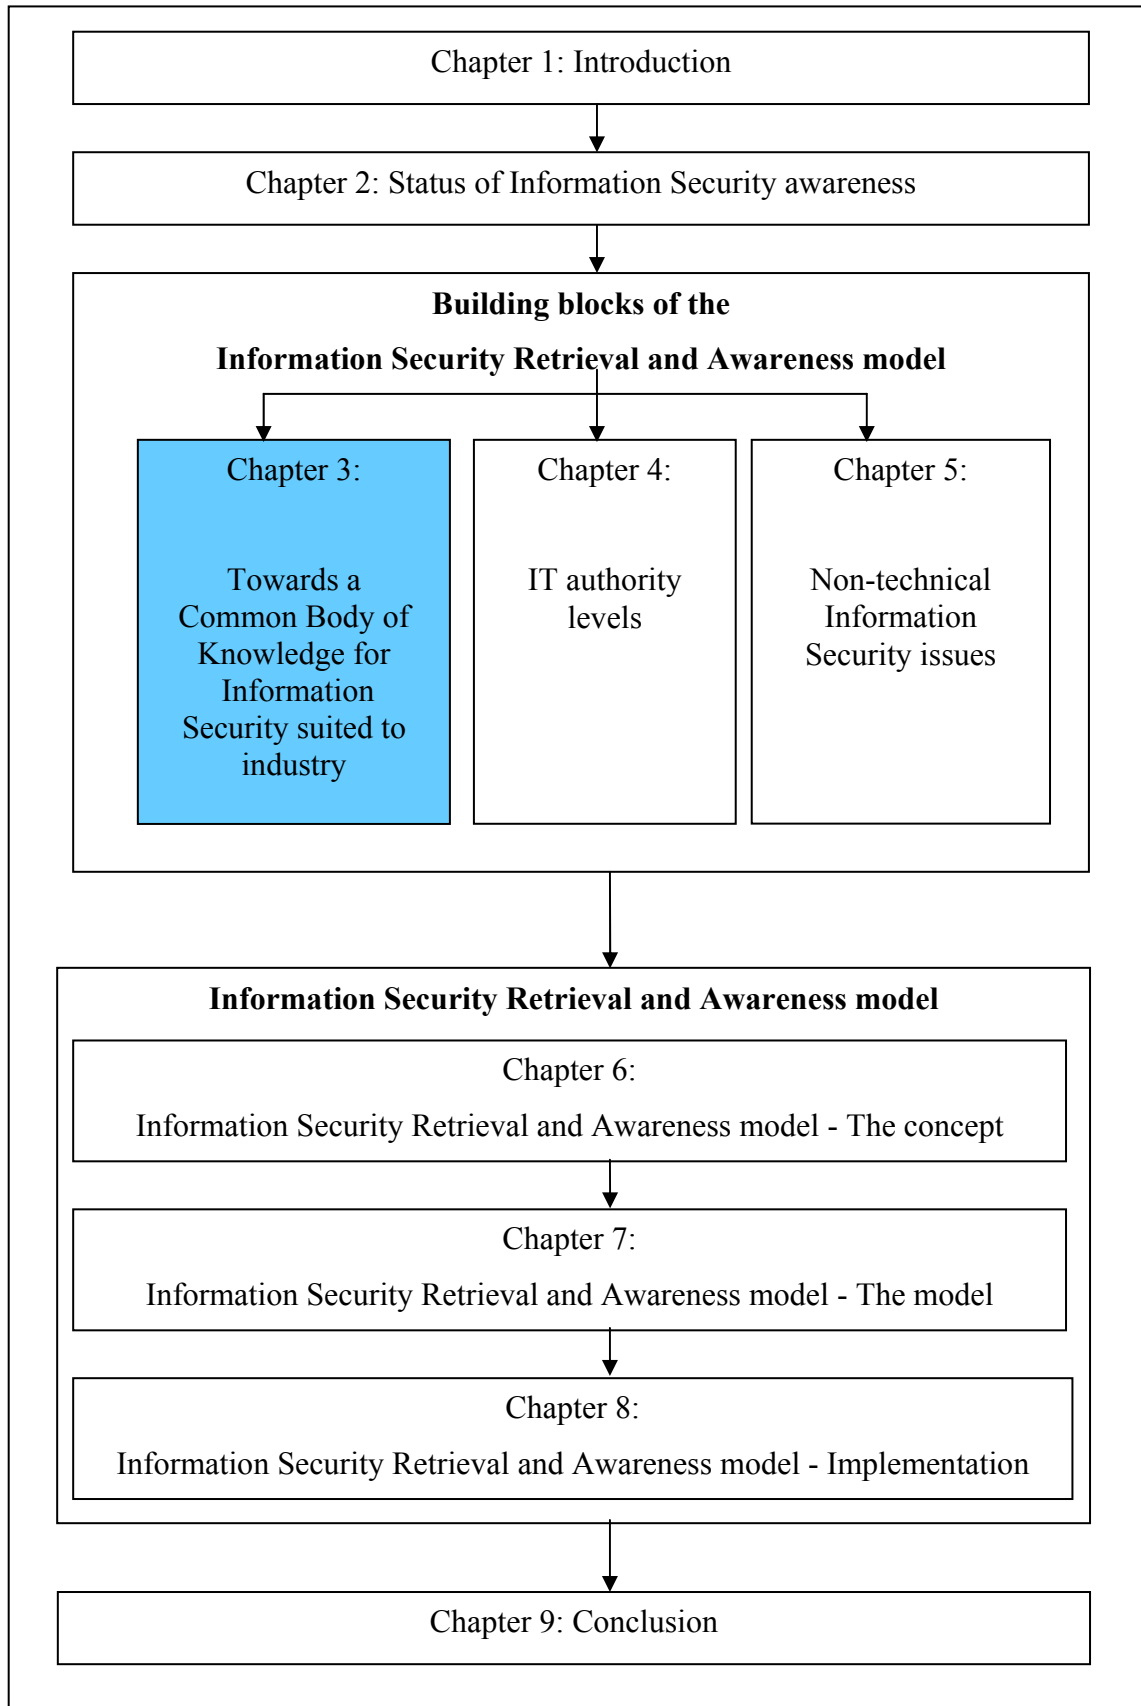 Chapter 1: Introduction
Chapter 2: Status of Information Security awareness
Building blocks of the
Information Security Retrieval and Awareness model
Chapter 3:
Towards a
Common Body of
Knowledge for
Information
Security suited to
industry
Chapter 4:
IT authority
levels
Chapter 5:
Non-technical
Information
Security issues
Information Security Retrieval and Awareness model
Chapter 6:
Information Security Retrieval and Awareness model - The concept
Chapter 7:
Information Security Retrieval and Awareness model - The model
Chapter 8:
Information Security Retrieval and Awareness model - Implementation
Chapter 9: Conclusion